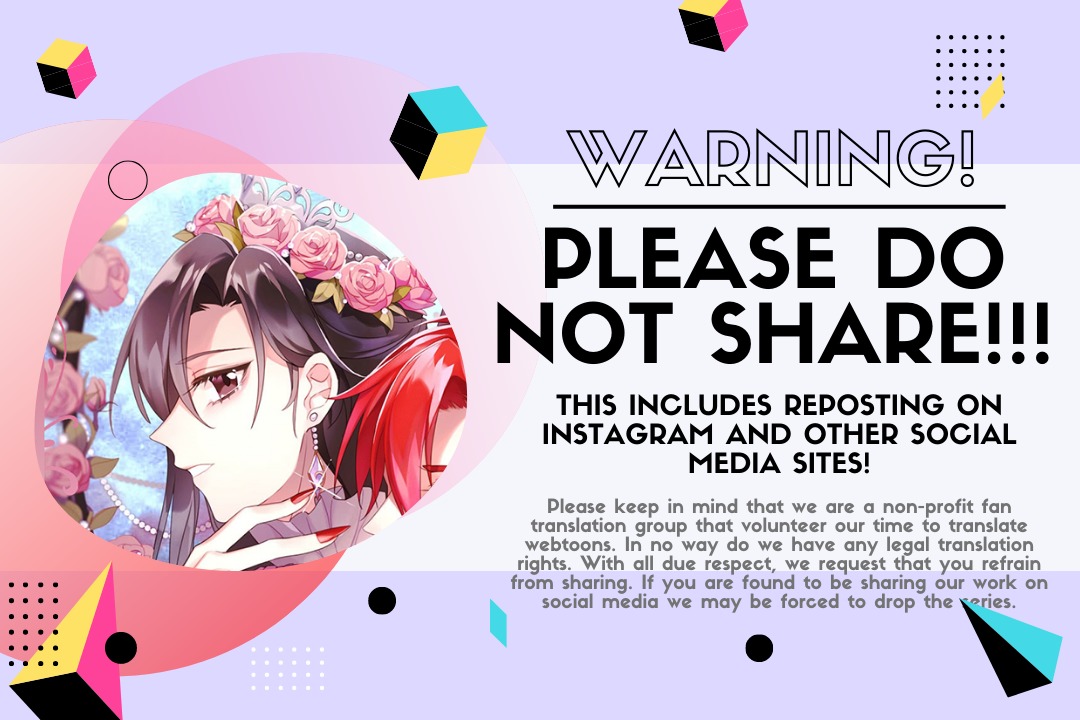 WARNING!
PLEASE DO
NOT SHARE!!!
THIS INCLUDES REPOSTING ON
INSTAGRAM AND OTHER SOCIAL
MEDIA SITES!
Please keep in mind that we are a non-profit fan
translation group that volunteer our time to translate
webtoons. In no way do we have any legal translation
rights. With all due respect, we request that you refrain
from sharing. If you are found to be sharing our work on
social media we may be forced to drop the series.